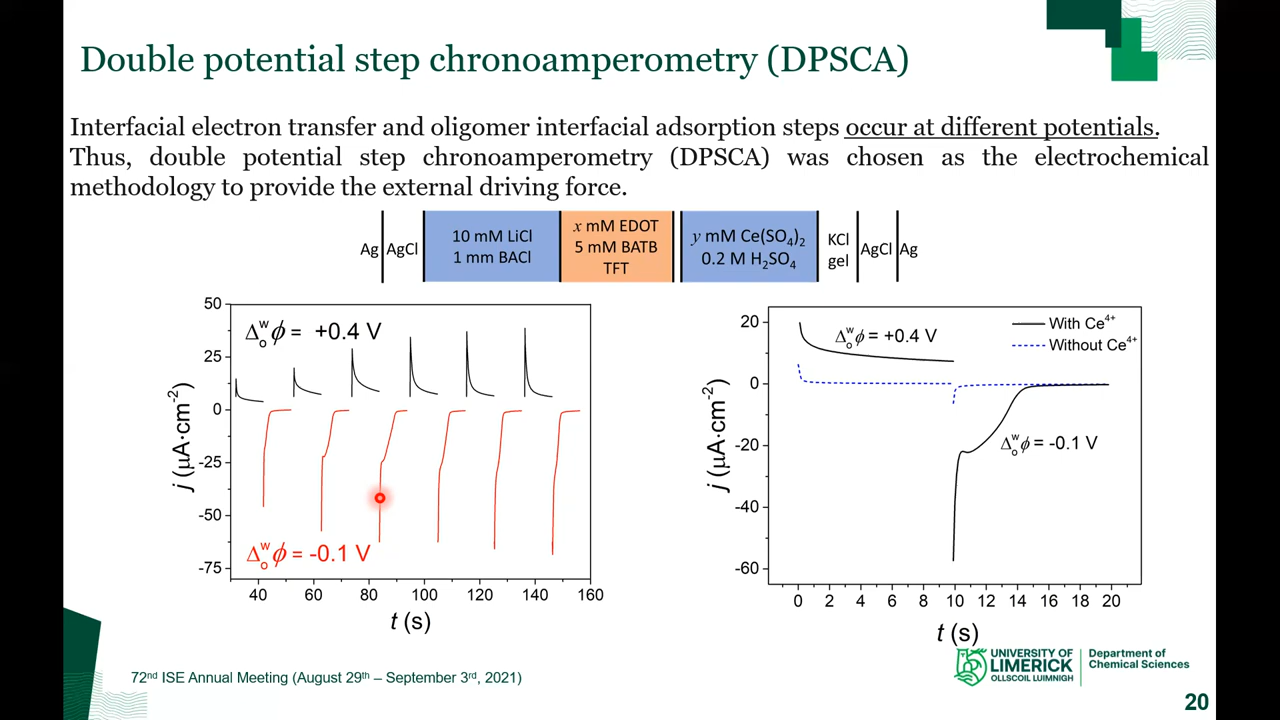 Double potential step chronoamperometry (DPSCA)
Interfacial electron transfer and oligomer interfacial adsorption steps occur at different potentials.
Thus, double potential step chronoamperometry (DPSCA) was chosen as the electrochemical
methodology to provide the external driving force.
Ag
AgCl
10 mM LiCl
1 mm BACl
x mM EDOT
5 mM BATB
TFT
y mM Ce(SO₄)₂
0.2 M H₂SO₄
KCl
gel
AgCl
Ag
50
25
0
-25
-50
-75
j (μA·cm⁻²)
Δₒʷϕ = +0.4 V
Δₒʷϕ = -0.1 V
40 60 80 100 120 140 160
t (s)
20
0
-20
-40
-60
j (μA·cm⁻²)
Δₒʷϕ = +0.4 V
With Ce⁴⁺
Without Ce⁴⁺
Δₒʷϕ = -0.1 V
0 2 4 6 8 10 12 14 16 18 20
t (s)
72ⁿᵈ ISE Annual Meeting (August 29ᵗʰ – September 3ʳᵈ, 2021)
UNIVERSITY OF
LIMERICK
OLLSCOIL LUIMNIGH
Department of
Chemical Sciences
20